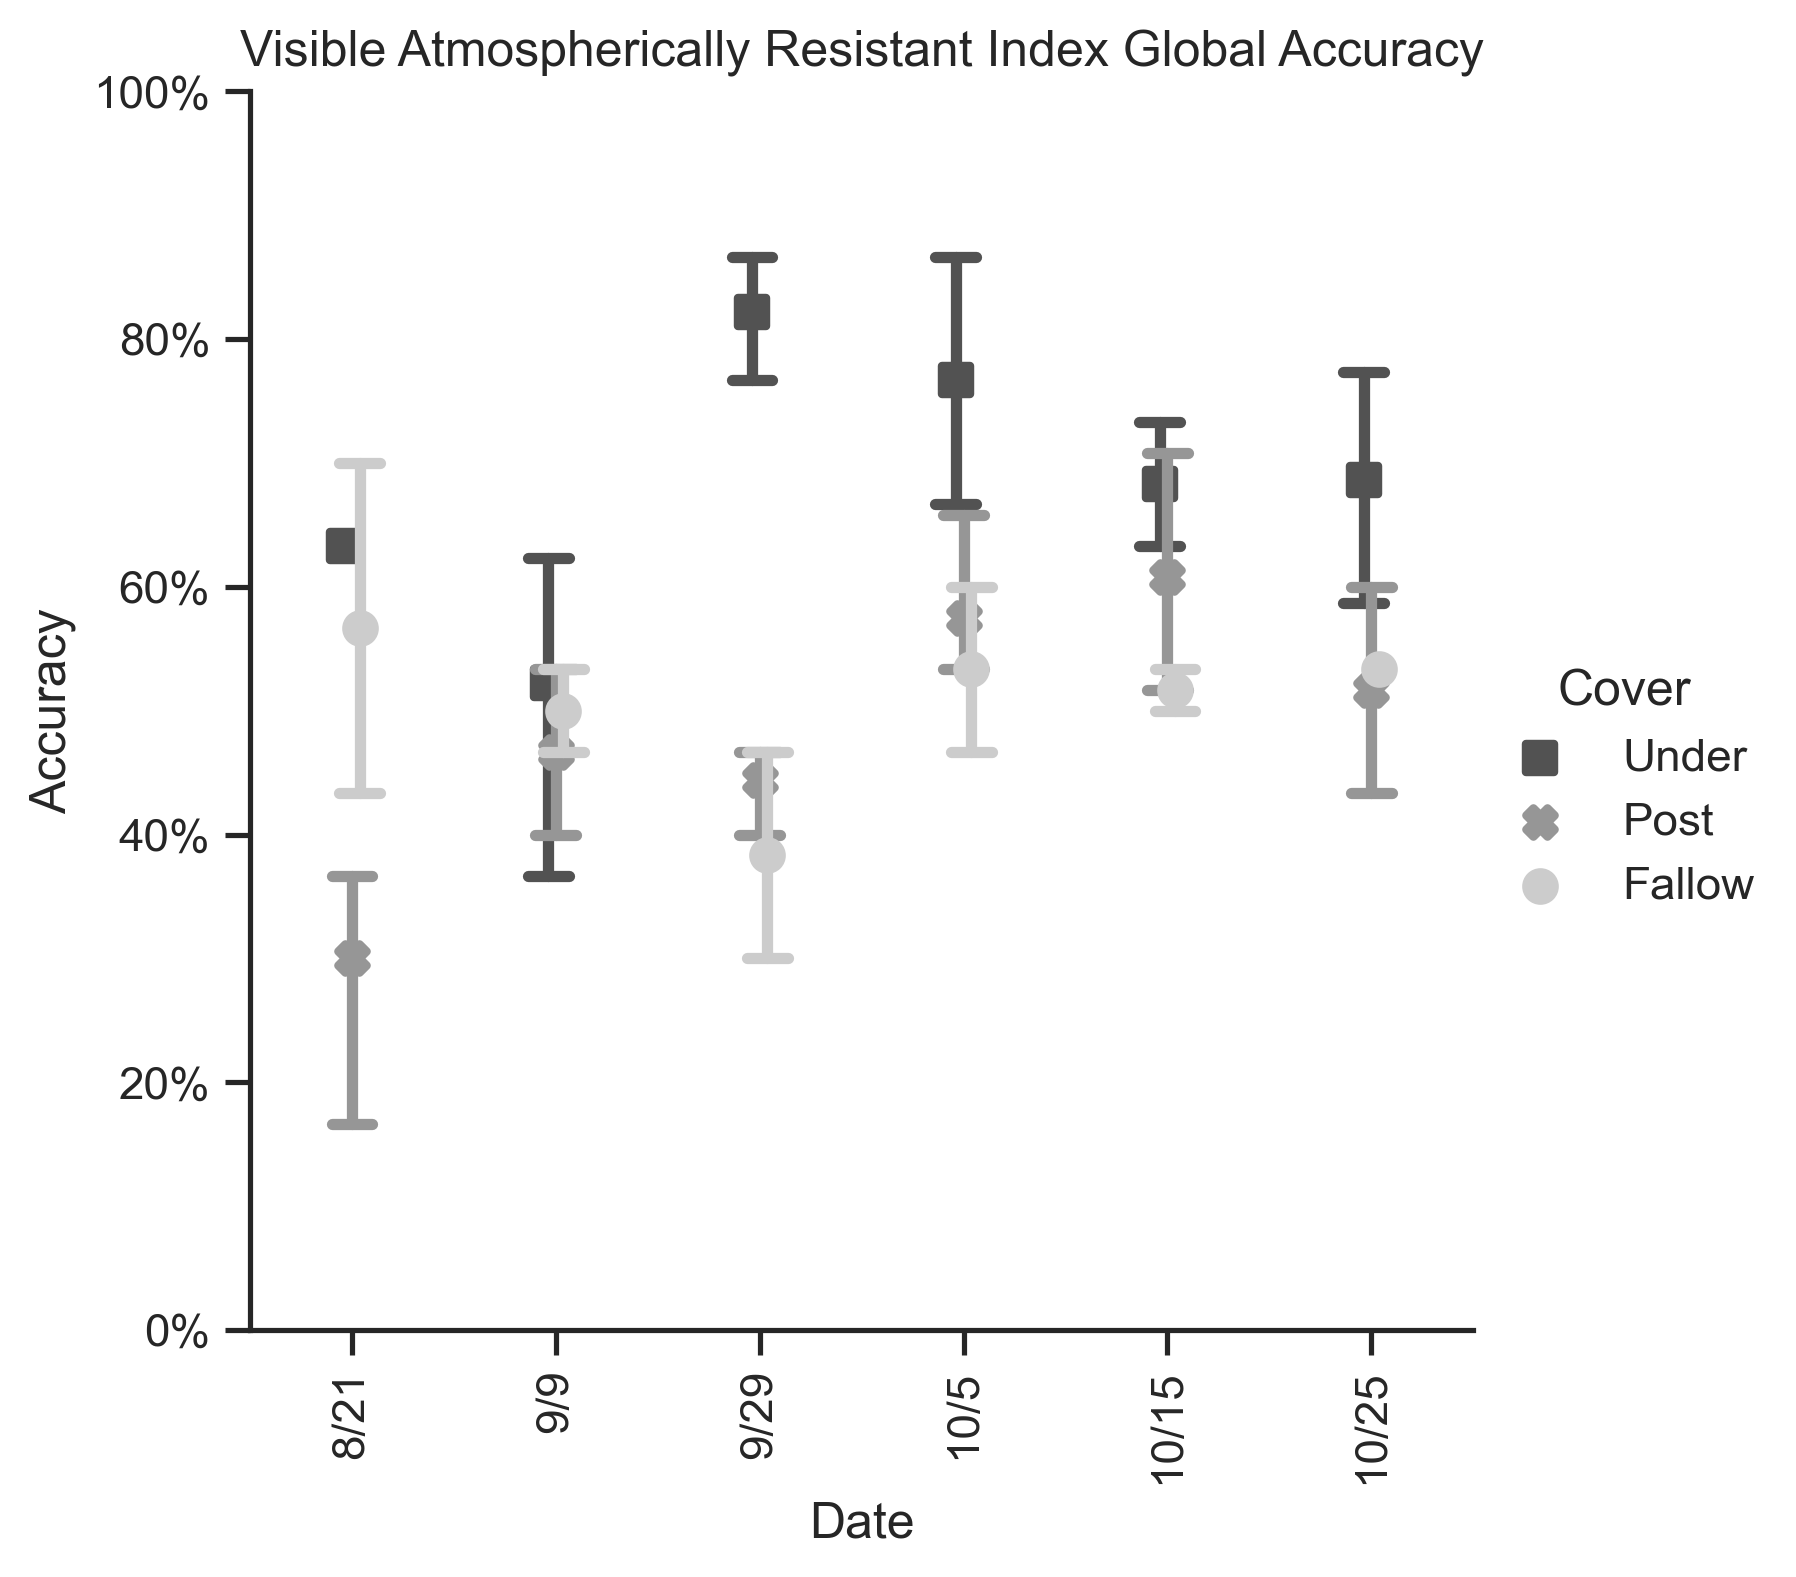 Visible Atmospherically Resistant Index Global Accuracy
100%
80%
60%
40%
20%
0%
Accuracy
8/21
9/9
9/29
10/5
10/15
10/25
Date
Cover
Under
Post
Fallow